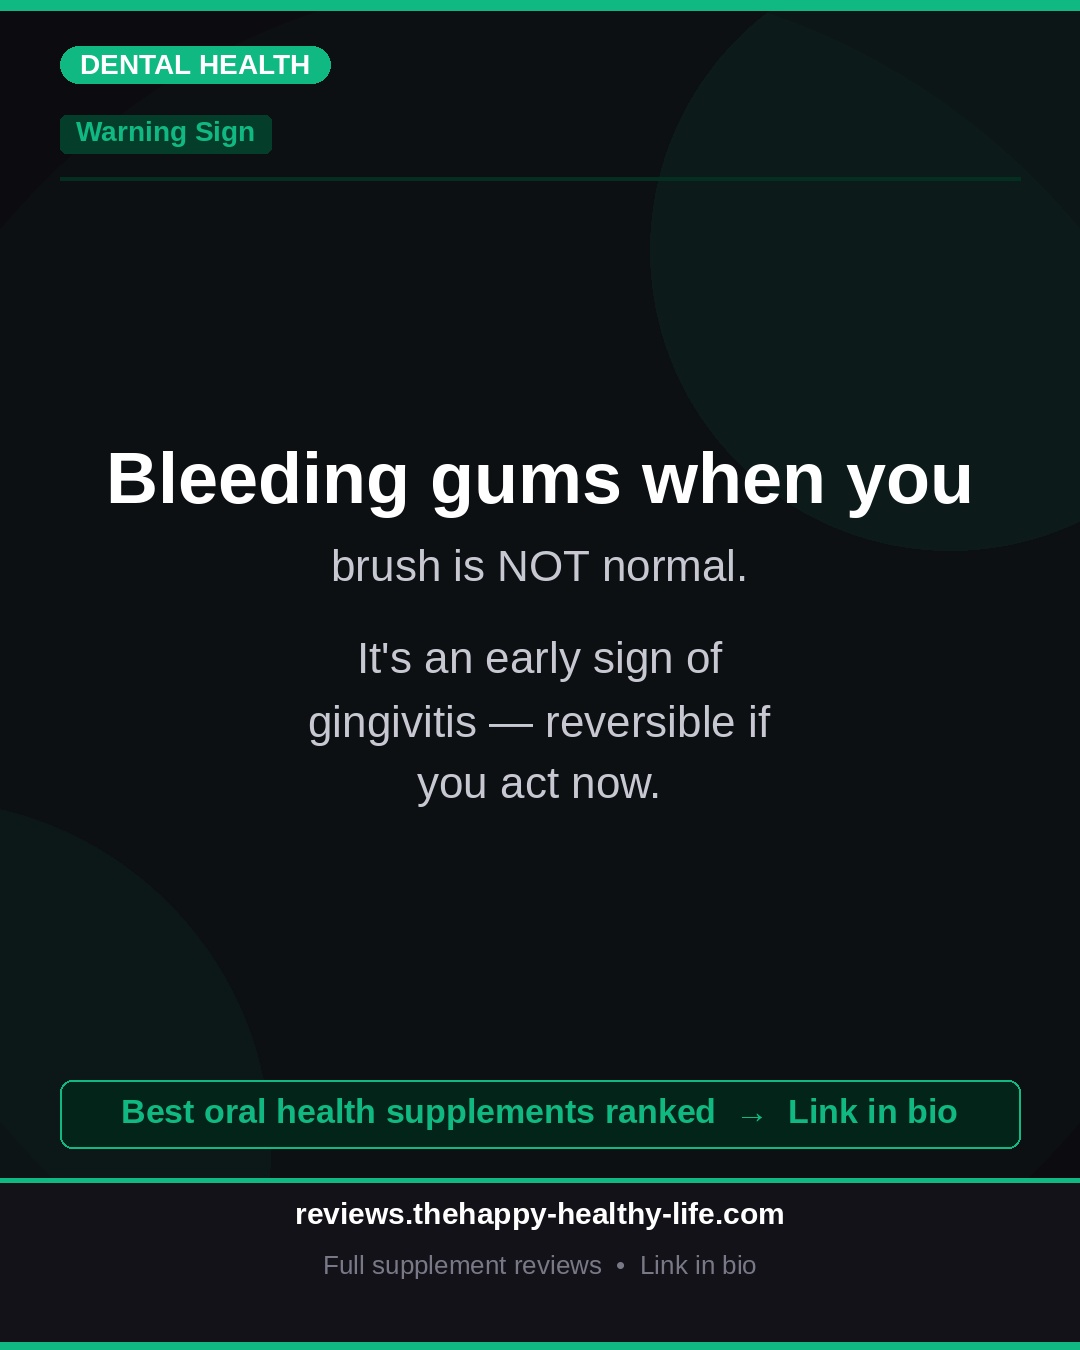 DENTAL HEALTH
Warning Sign
Bleeding gums when you
brush is NOT normal.
It's an early sign of
gingivitis — reversible if
you act now.
Best oral health supplements ranked → Link in bio
reviews.thehappy-healthy-life.com
Full supplement reviews • Link in bio